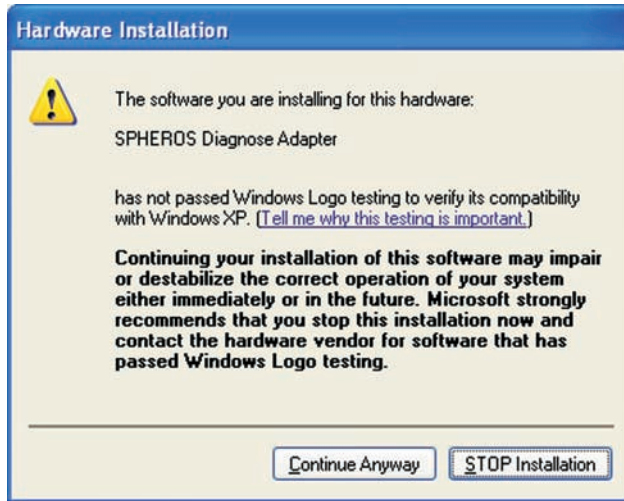 Hardware Installation
The software you are installing for this hardware:
SPHEROS Diagnose Adapter
has not passed Windows Logo testing to verify its compatibility
with Windows XP. (Tell me why this testing is important.)
Continuing your installation of this software may impair
or destabilize the correct operation of your system
either immediately or in the future. Microsoft strongly
recommends that you stop this installation now and
contact the hardware vendor for software that has
passed Windows Logo testing.
Continue Anyway
STOP Installation